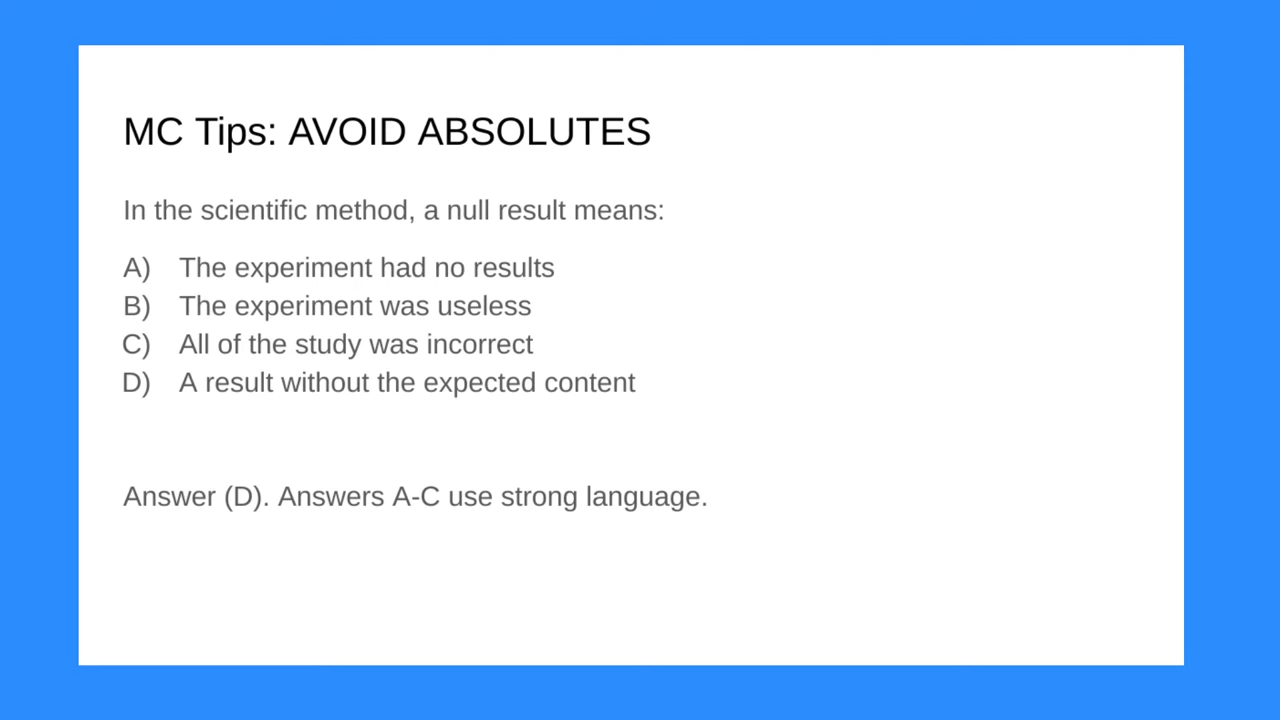 MC Tips: AVOID ABSOLUTES
In the scientific method, a null result means:
A) The experiment had no results
B) The experiment was useless
C) All of the study was incorrect
D) A result without the expected content
Answer (D). Answers A-C use strong language.